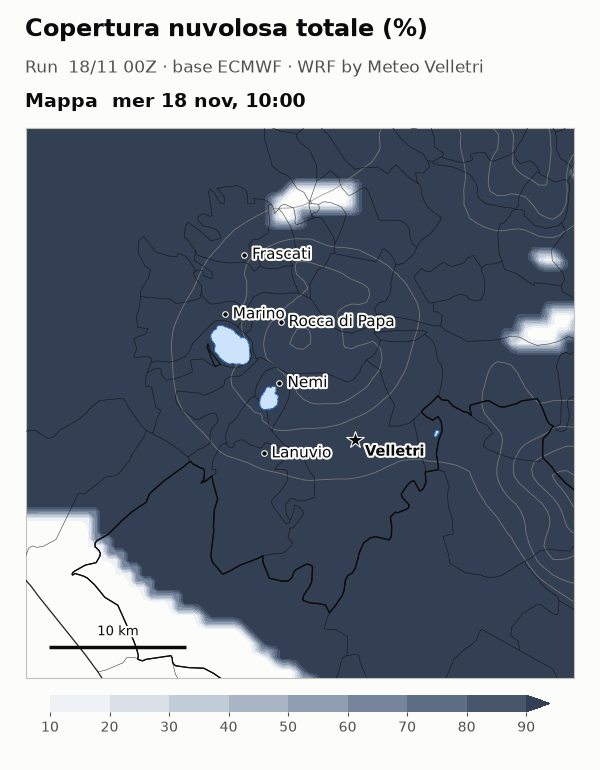 Copertura nuvolosa totale (%)
Run  18/11 00Z · base ECMWF · WRF by Meteo Velletri
Mappa  mer 18 nov, 10:00
Frascati
Marino
Rocca di Papa
Nemi
Velletri
Lanuvio
10 km
10 20 30 40 50 60 70 80 90